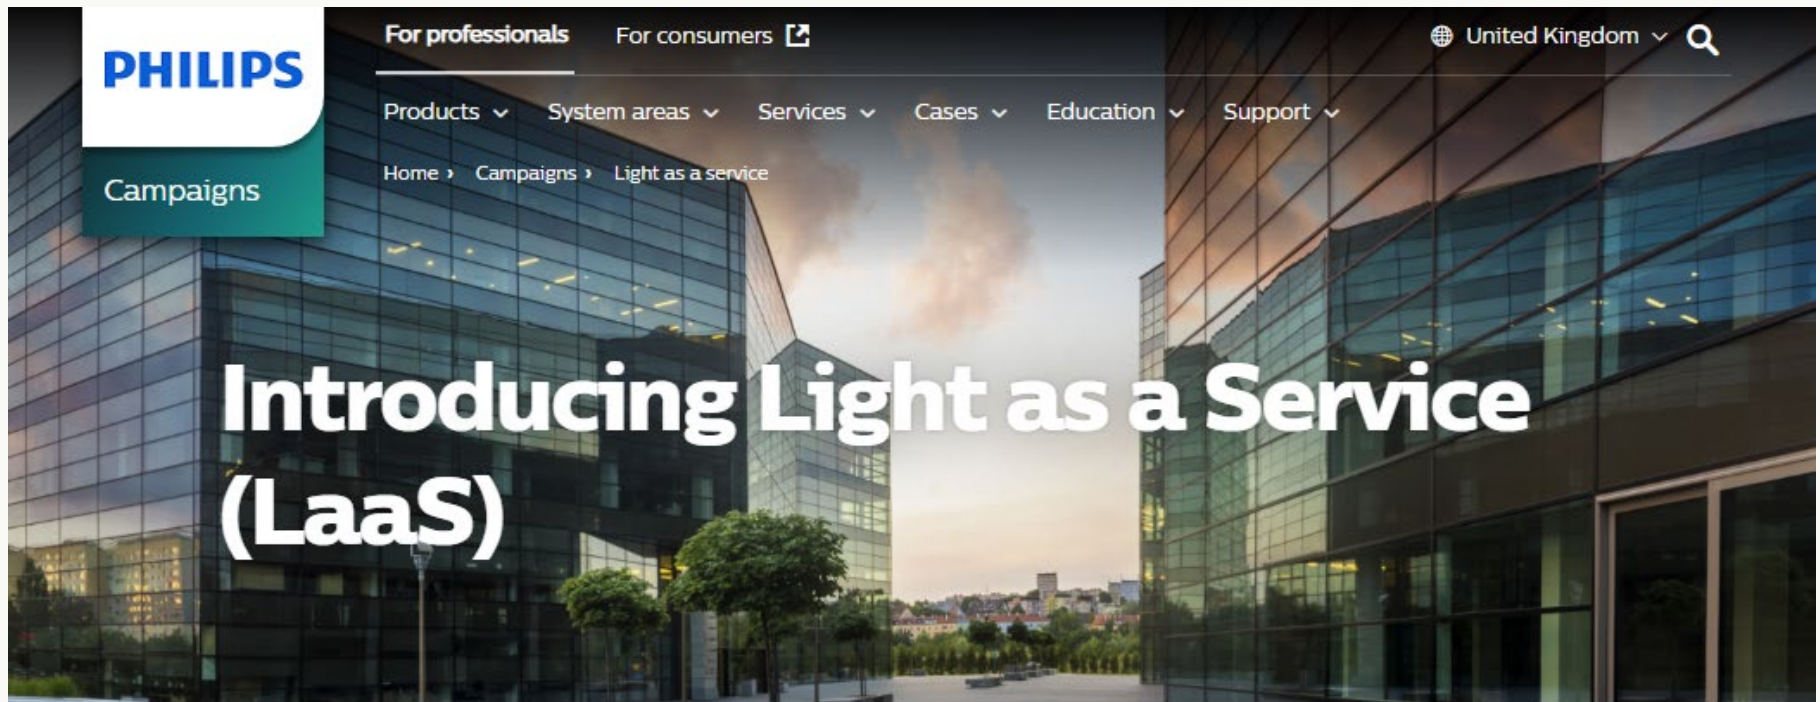 PHILIPS
Campaigns
For professionals For consumers
United Kingdom
Products System areas Services Cases Education Support
Home › Campaigns › Light as a service
Introducing Light as a Service
(LaaS)